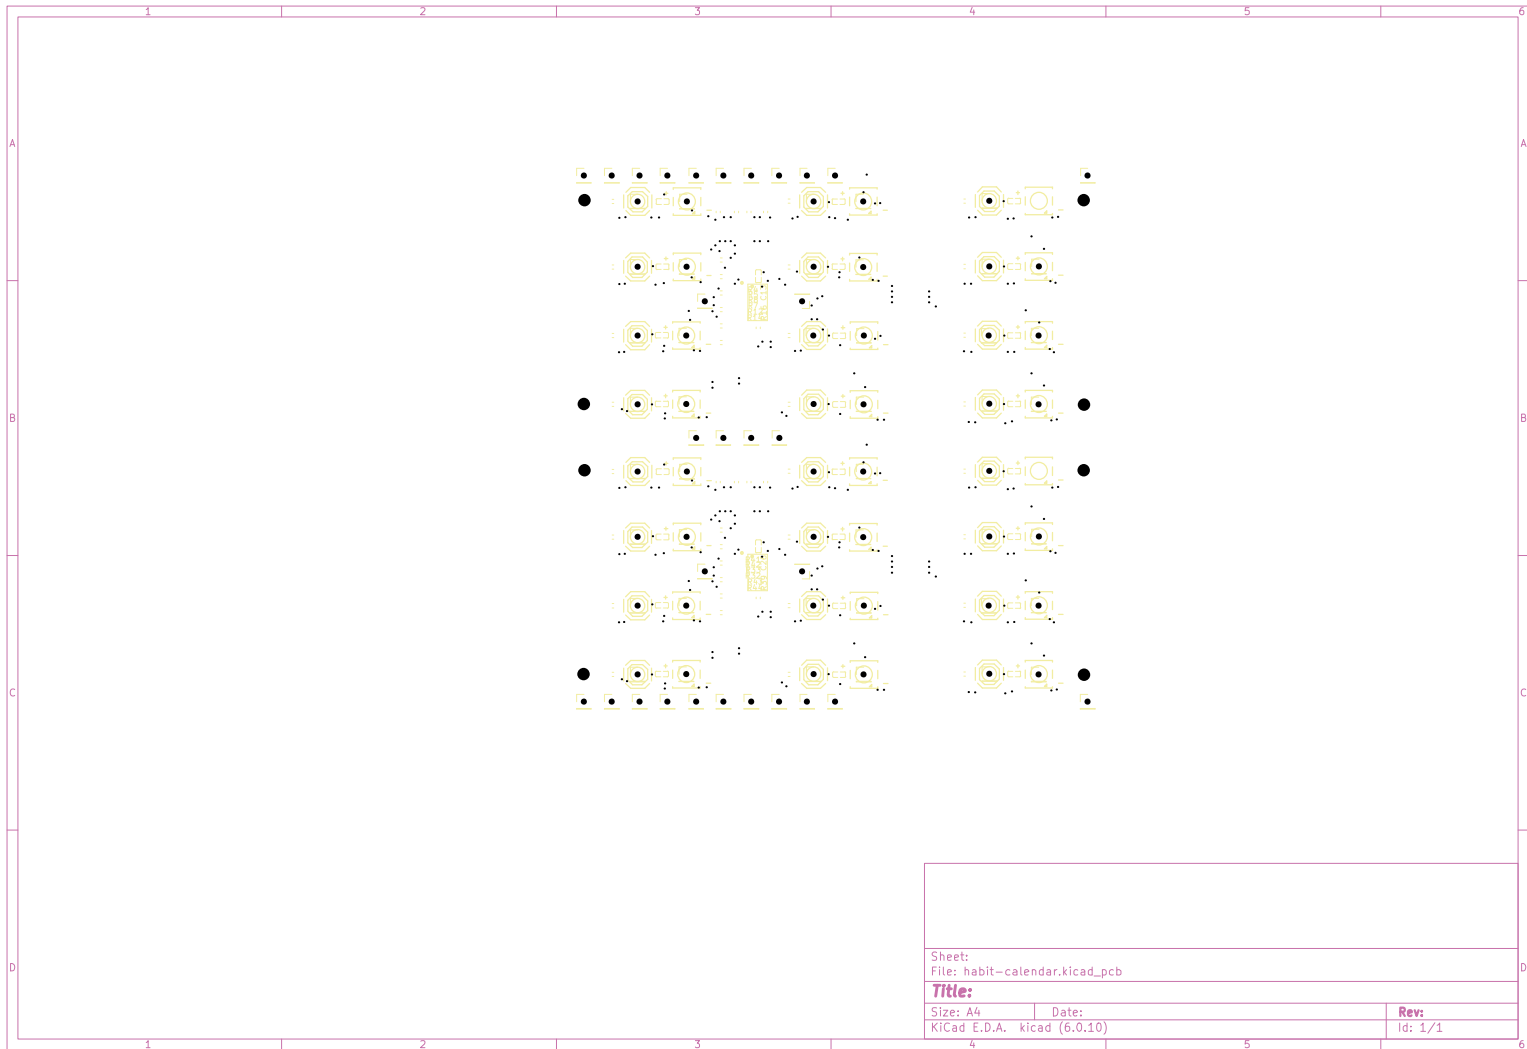 1 2 3 4 5 6
A A
B B
C C
D D
Sheet:
File: habit-calendar.kicad_pcb
Title:
Size: A4 Date: Rev:
KiCad E.D.A. kicad (6.0.10) Id: 1/1
1 2 3 4 5 6